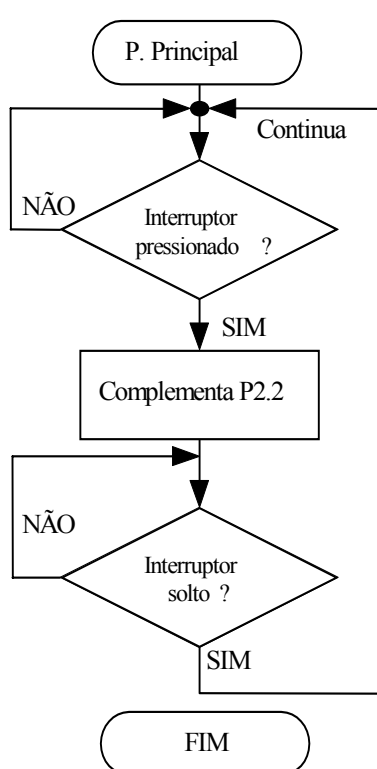 P. Principal
Continua
NÃO
Interruptor
pressionado ?
SIM
Complementa P2.2
NÃO
Interruptor
solto ?
SIM
FIM